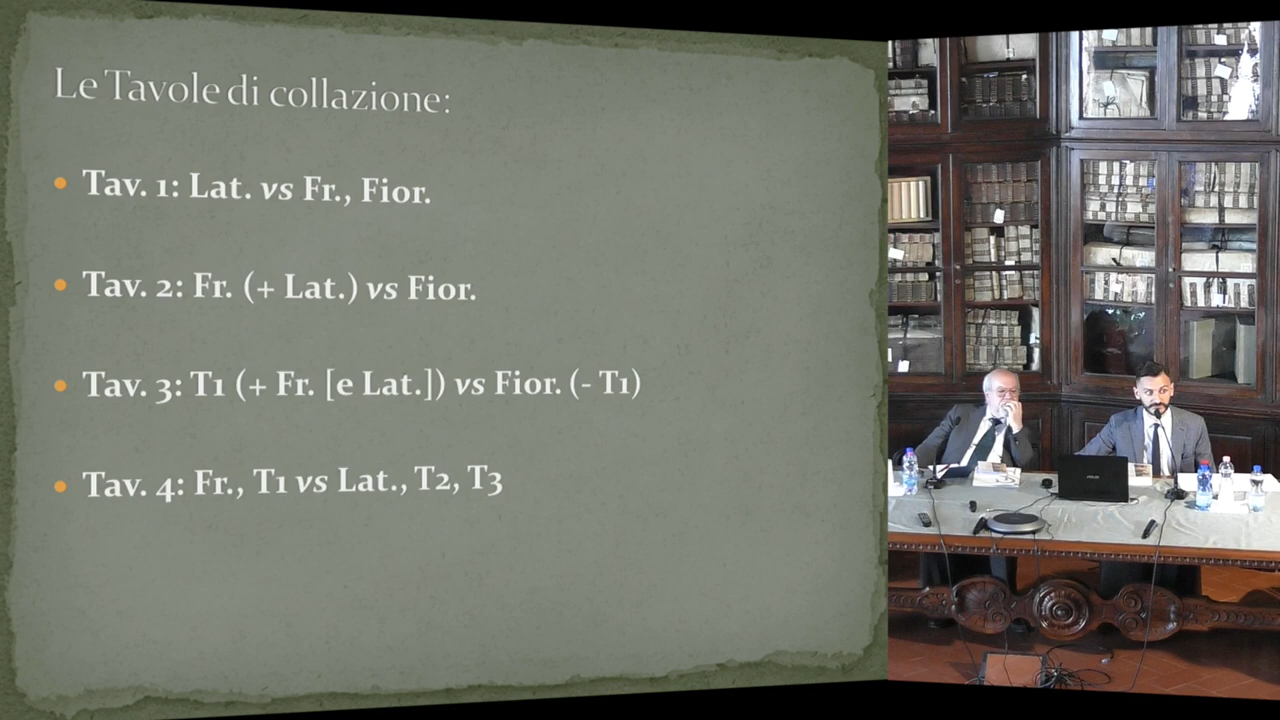 Le Tavole di collazione:
Tav. 1: Lat. vs Fr., Fior.
Tav. 2: Fr. (+ Lat.) vs Fior.
Tav. 3: T1 (+ Fr. [e Lat.]) vs Fior. (- T1)
Tav. 4: Fr., T1 vs Lat., T2, T3